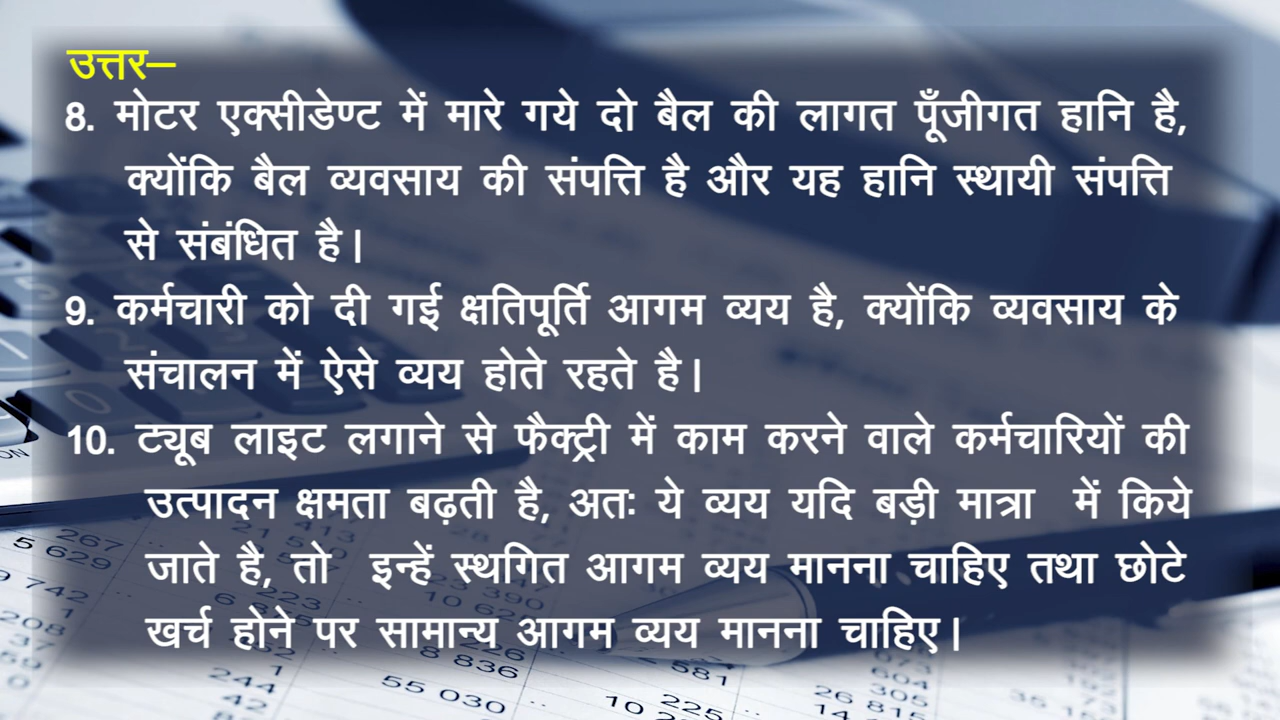 उत्तर–
8. मोटर एक्सीडेण्ट में मारे गये दो बैल की लागत पूँजीगत हानि है,
क्योंकि बैल व्यवसाय की संपत्ति है और यह हानि स्थायी संपत्ति
से संबंधित है।
9. कर्मचारी को दी गई क्षतिपूर्ति आगम व्यय है, क्योंकि व्यवसाय के
संचालन में ऐसे व्यय होते रहते है।
10. ट्यूब लाइट लगाने से फैक्ट्री में काम करने वाले कर्मचारियों की
उत्पादन क्षमता बढ़ती है, अतः ये व्यय यदि बड़ी मात्रा में किये
जाते है, तो इन्हें स्थगित आगम व्यय मानना चाहिए तथा छोटे
खर्च होने पर सामान्य आगम व्यय मानना चाहिए।